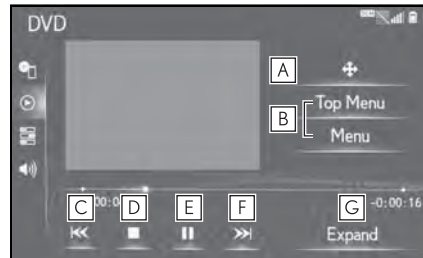 DVD
A
Top Menu
B
Menu
C D E F G
-0:00:16
Expand